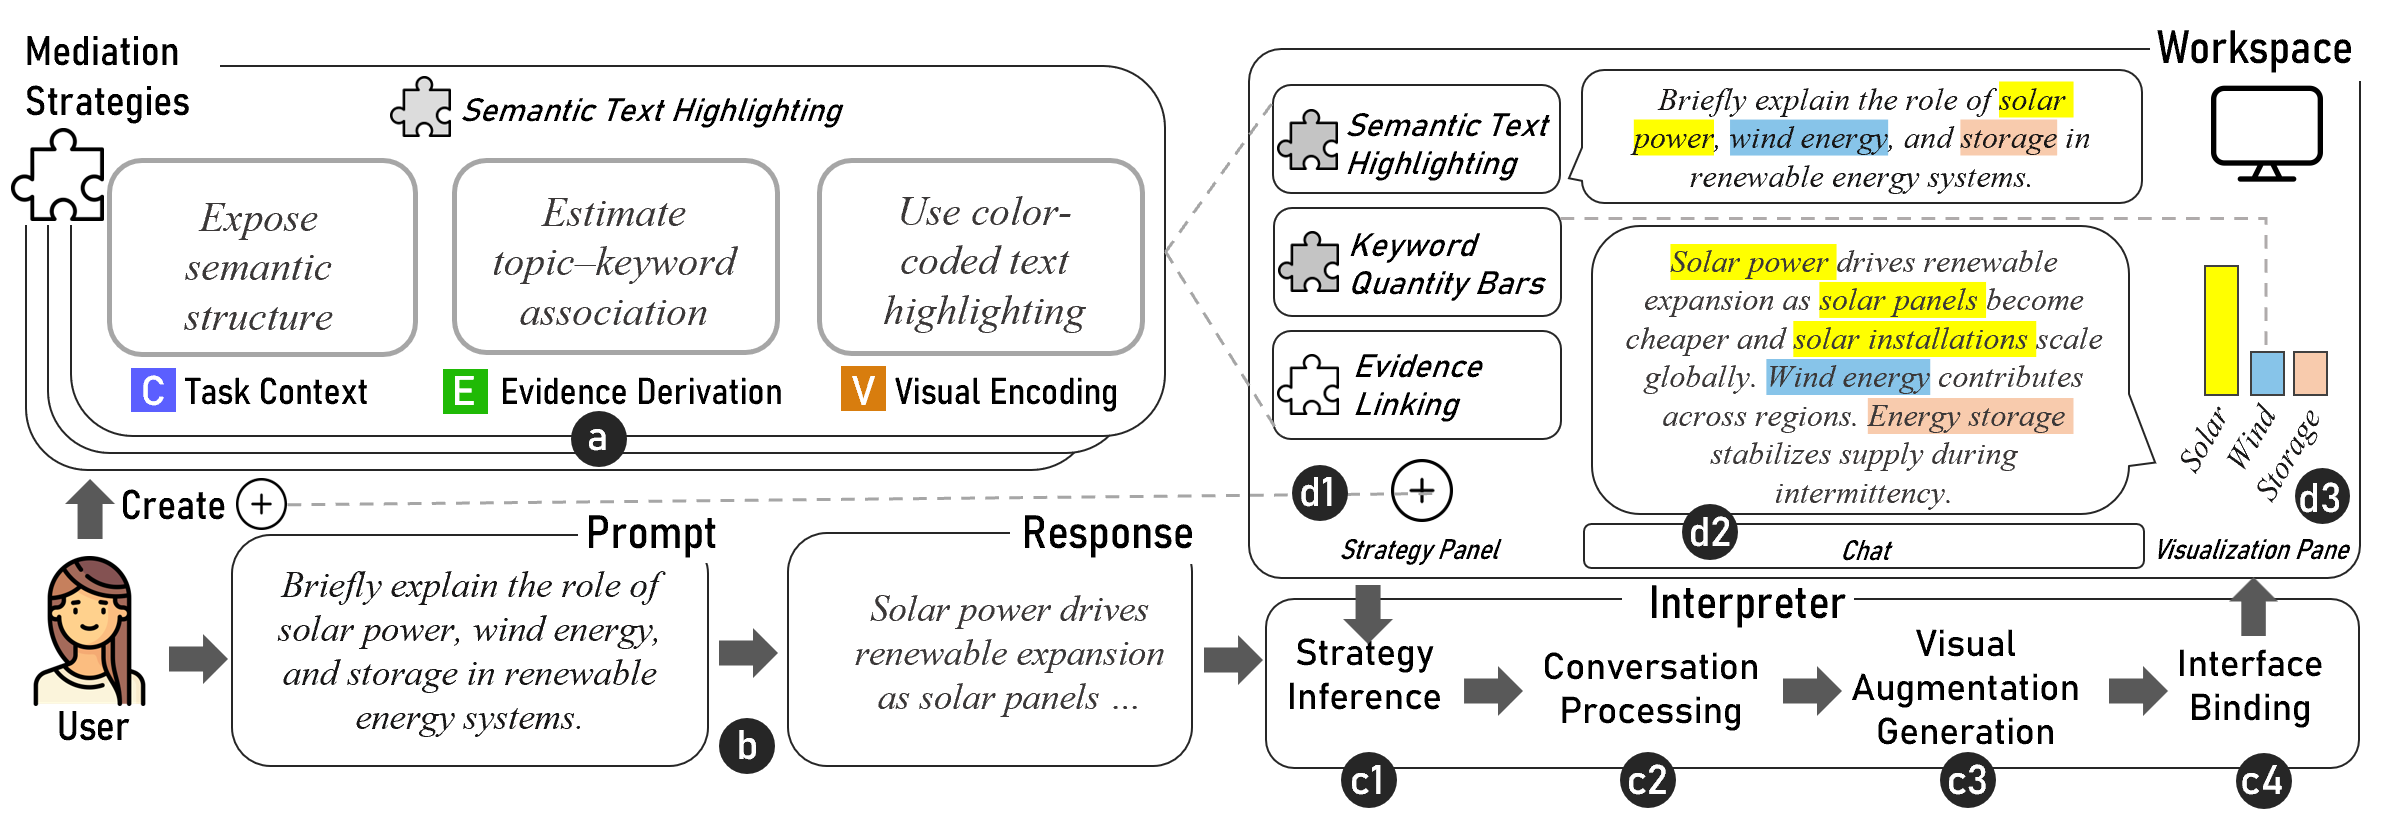 Mediation
Strategies
Semantic Text Highlighting
Expose
semantic
structure
Estimate
topic–keyword
association
Use color-
coded text
highlighting
C Task Context
E Evidence Derivation
V Visual Encoding
a
Create +
User
Prompt
Briefly explain the role of
solar power, wind energy,
and storage in renewable
energy systems.
b
Response
Solar power drives
renewable expansion
as solar panels ...
Workspace
Semantic Text
Highlighting
Keyword
Quantity Bars
Evidence
Linking
d1
+
Strategy Panel
Briefly explain the role of solar
power, wind energy, and storage in
renewable energy systems.
Solar power drives renewable
expansion as solar panels become
cheaper and solar installations scale
globally. Wind energy contributes
across regions. Energy storage
stabilizes supply during
intermittency.
d2
Chat
Solar
Wind
Storage
d3
Visualization Pane
Interpreter
Strategy
Inference
c1
Conversation
Processing
c2
Visual
Augmentation
Generation
c3
Interface
Binding
c4